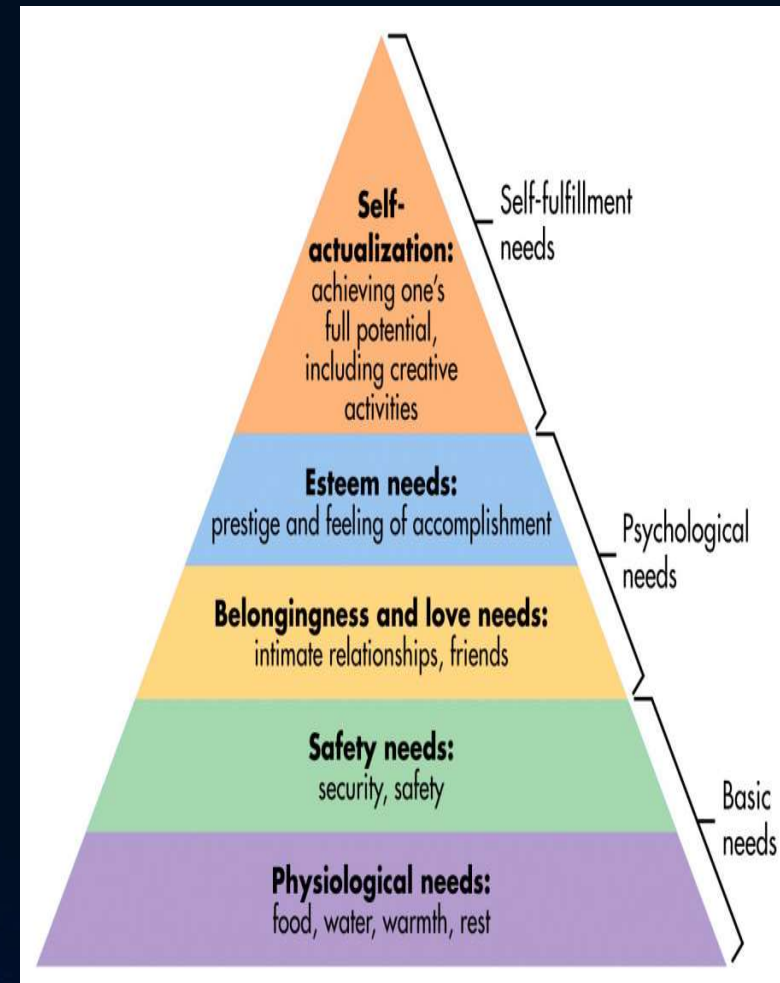 Self-
actualization:
achieving one's
full potential,
including creative
activities
Self-fulfillment
needs
Esteem needs:
prestige and feeling of accomplishment
Belongingness and love needs:
intimate relationships, friends
Psychological
needs
Safety needs:
security, safety
Physiological needs:
food, water, warmth, rest
Basic
needs